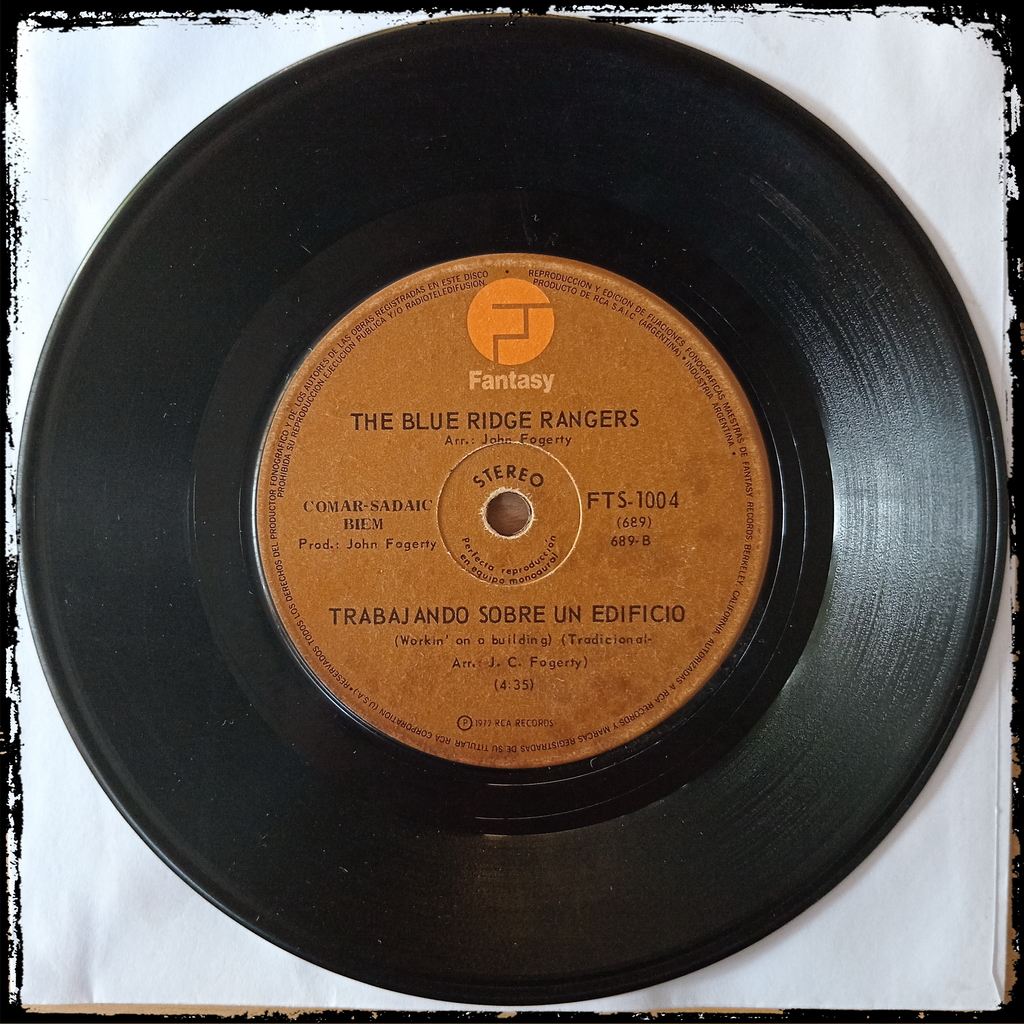 RESERVADOS TODOS LOS DERECHOS DEL PRODUCTOR FONOGRAFICO Y DE LOS AUTORES DE LAS OBRAS REGISTRADAS EN ESTE DISCO
PROHIBIDA SU REPRODUCCION, EJECUCION PUBLICA Y/O RADIOTELEDIFUSION.
REPRODUCCION Y EDICION DE FIJACIONES FONOGRAFICAS MAESTRAS DE FANTASY RECORDS, BERKELEY, CALIFORNIA, AUTORIZADAS A RCA RECORDS Y MARCAS REGISTRADAS DE SU TITULAR RCA CORPORATION (U.S.A.)
PRODUCTO DE RCA S.A.I.C. (ARGENTINA) • INDUSTRIA ARGENTINA •
Fantasy
THE BLUE RIDGE RANGERS
Arr.: John Fogerty
STEREO
COMAR-SADAIC
BIEM
Prod.: John Fogerty
FTS-1004
(689)
689-B
Perfecta reproducción
en equipo monoaural
TRABAJANDO SOBRE UN EDIFICIO
(Workin' on a building) (Tradicional-
Arr. J. C. Fogerty)
(4:35)
Ⓟ RCA RECORDS